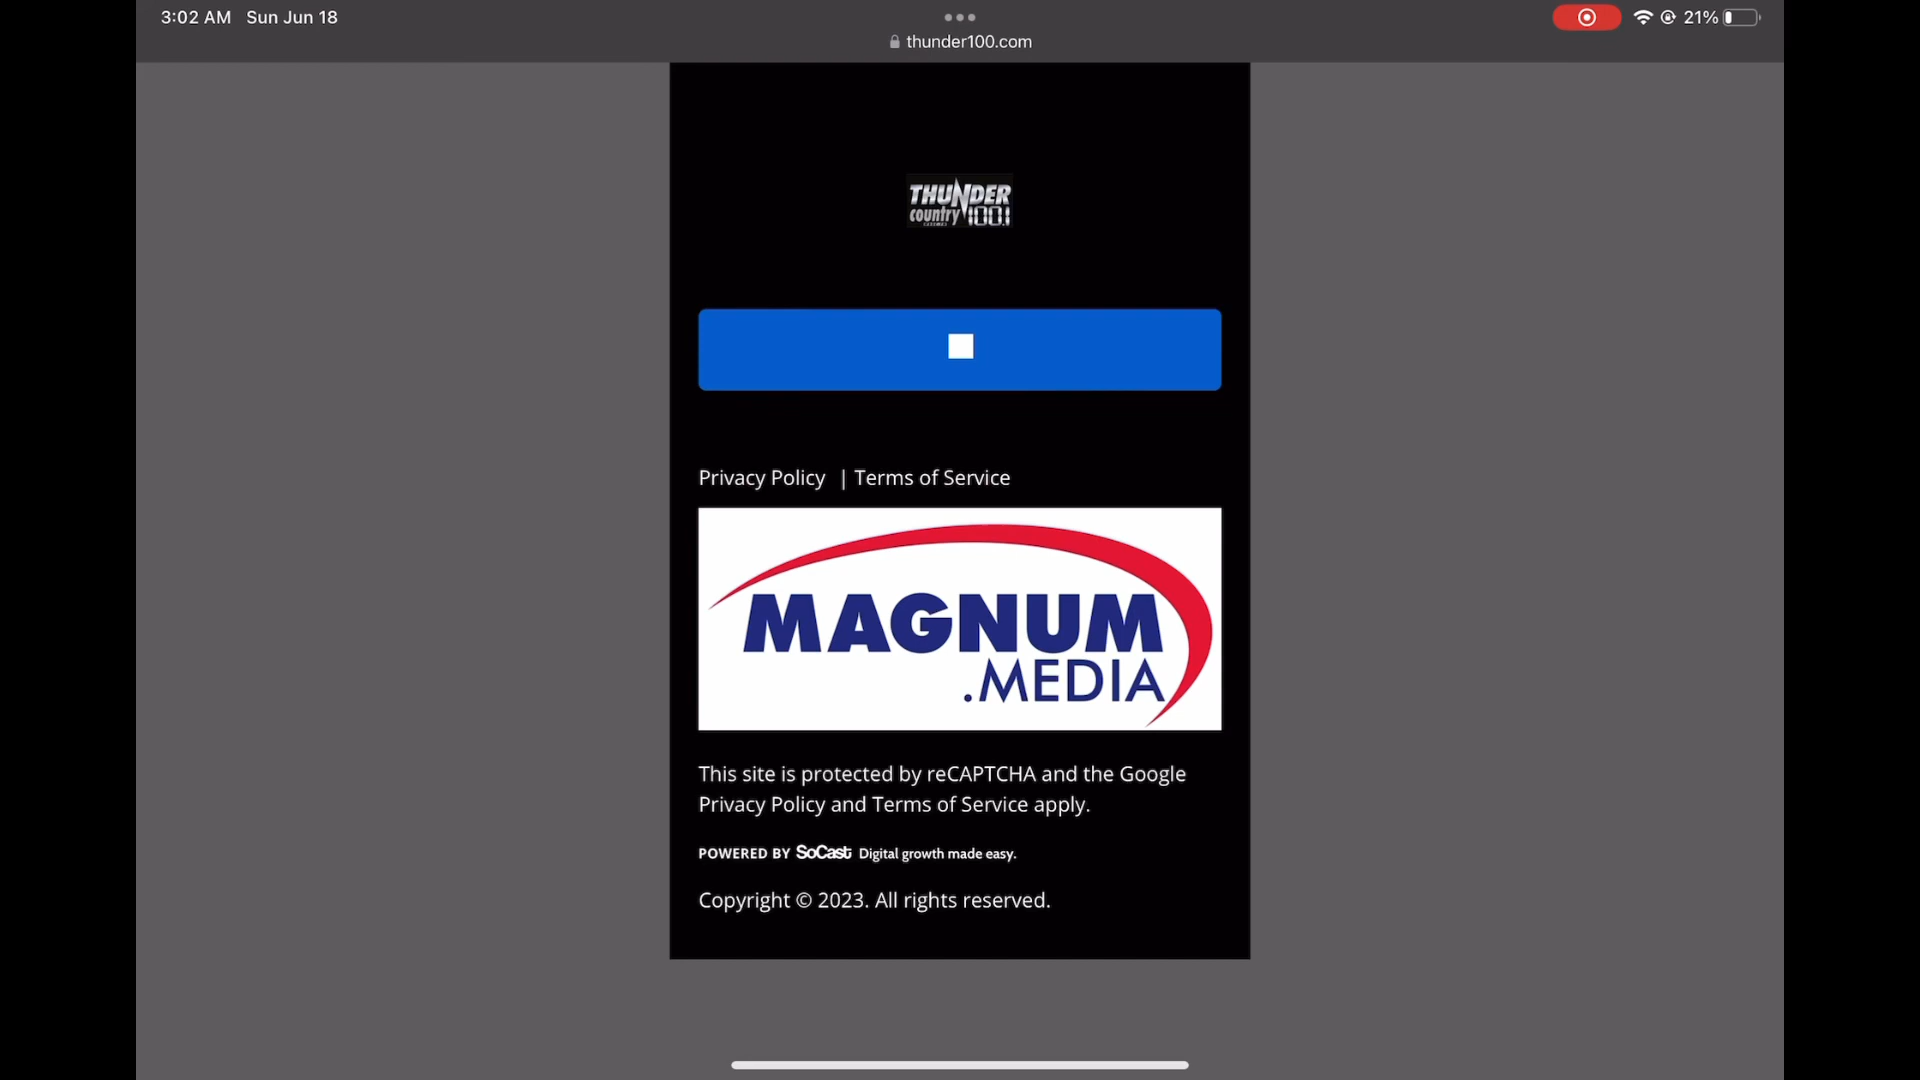 3:02 AM Sun Jun 18
21%
thunder100.com
THUNDER
country 100.1
Privacy Policy | Terms of Service
MAGNUM
.MEDIA
This site is protected by reCAPTCHA and the Google
Privacy Policy and Terms of Service apply.
POWERED BY SoCast Digital growth made easy.
Copyright © 2023. All rights reserved.